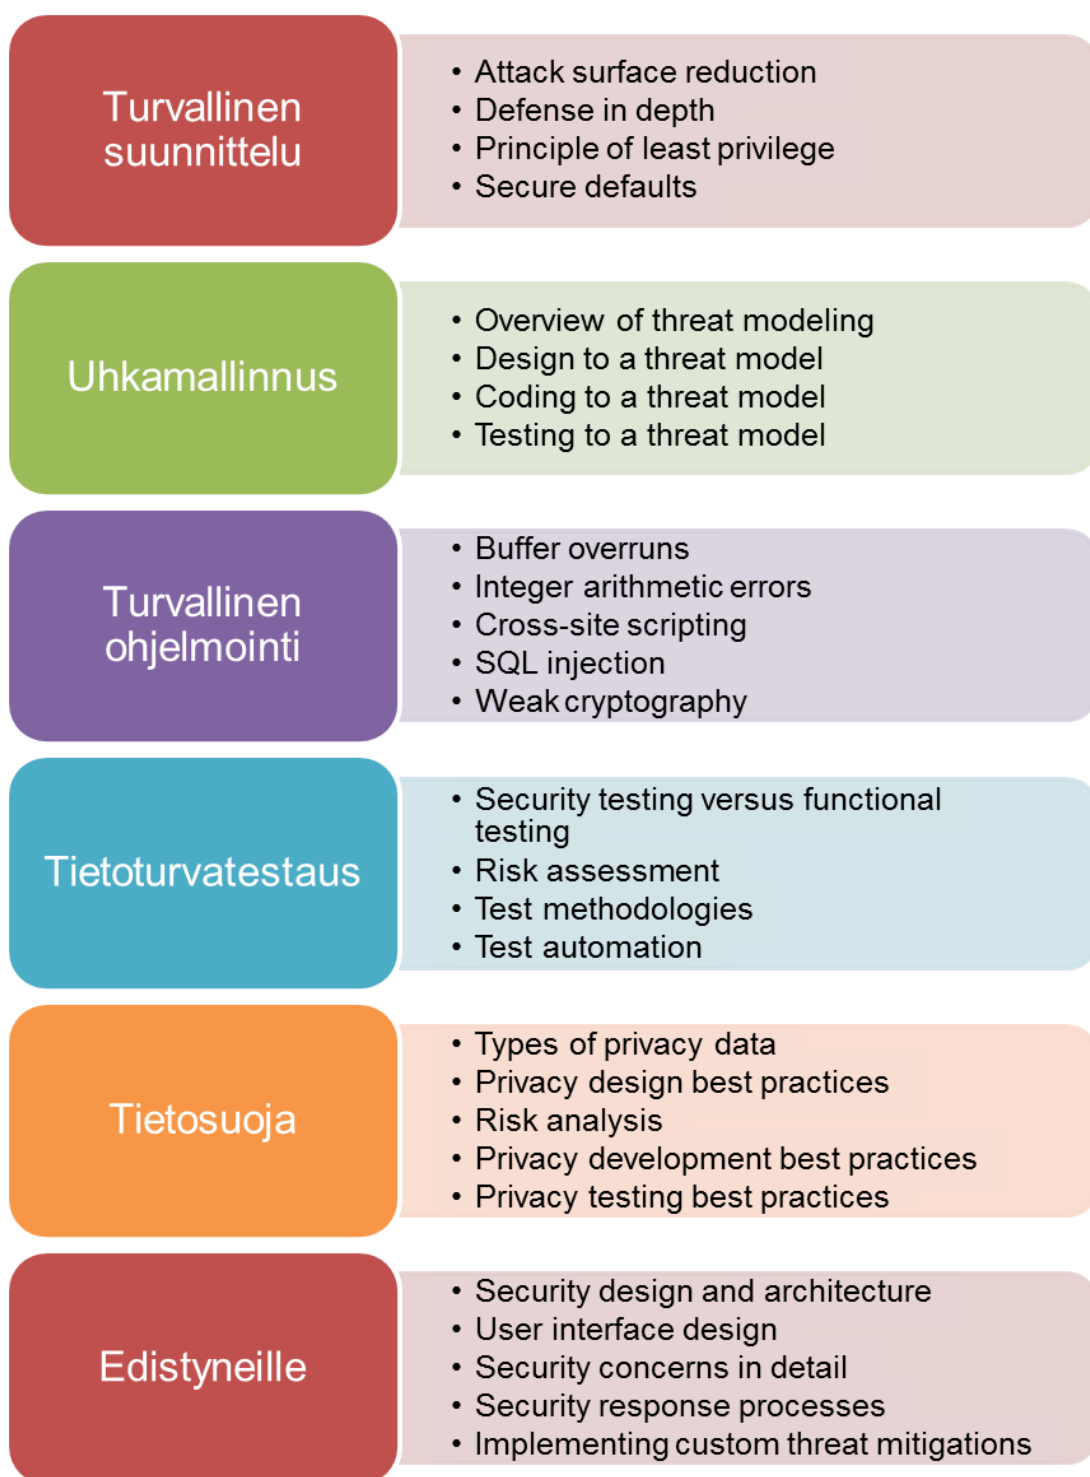 Turvallinen
suunnittelu
• Attack surface reduction
• Defense in depth
• Principle of least privilege
• Secure defaults
Uhkamallinnus
• Overview of threat modeling
• Design to a threat model
• Coding to a threat model
• Testing to a threat model
Turvallinen
ohjelmointi
• Buffer overruns
• Integer arithmetic errors
• Cross-site scripting
• SQL injection
• Weak cryptography
Tietoturvatestaus
• Security testing versus functional
testing
• Risk assessment
• Test methodologies
• Test automation
Tietosuoja
• Types of privacy data
• Privacy design best practices
• Risk analysis
• Privacy development best practices
• Privacy testing best practices
Edistyneille
• Security design and architecture
• User interface design
• Security concerns in detail
• Security response processes
• Implementing custom threat mitigations